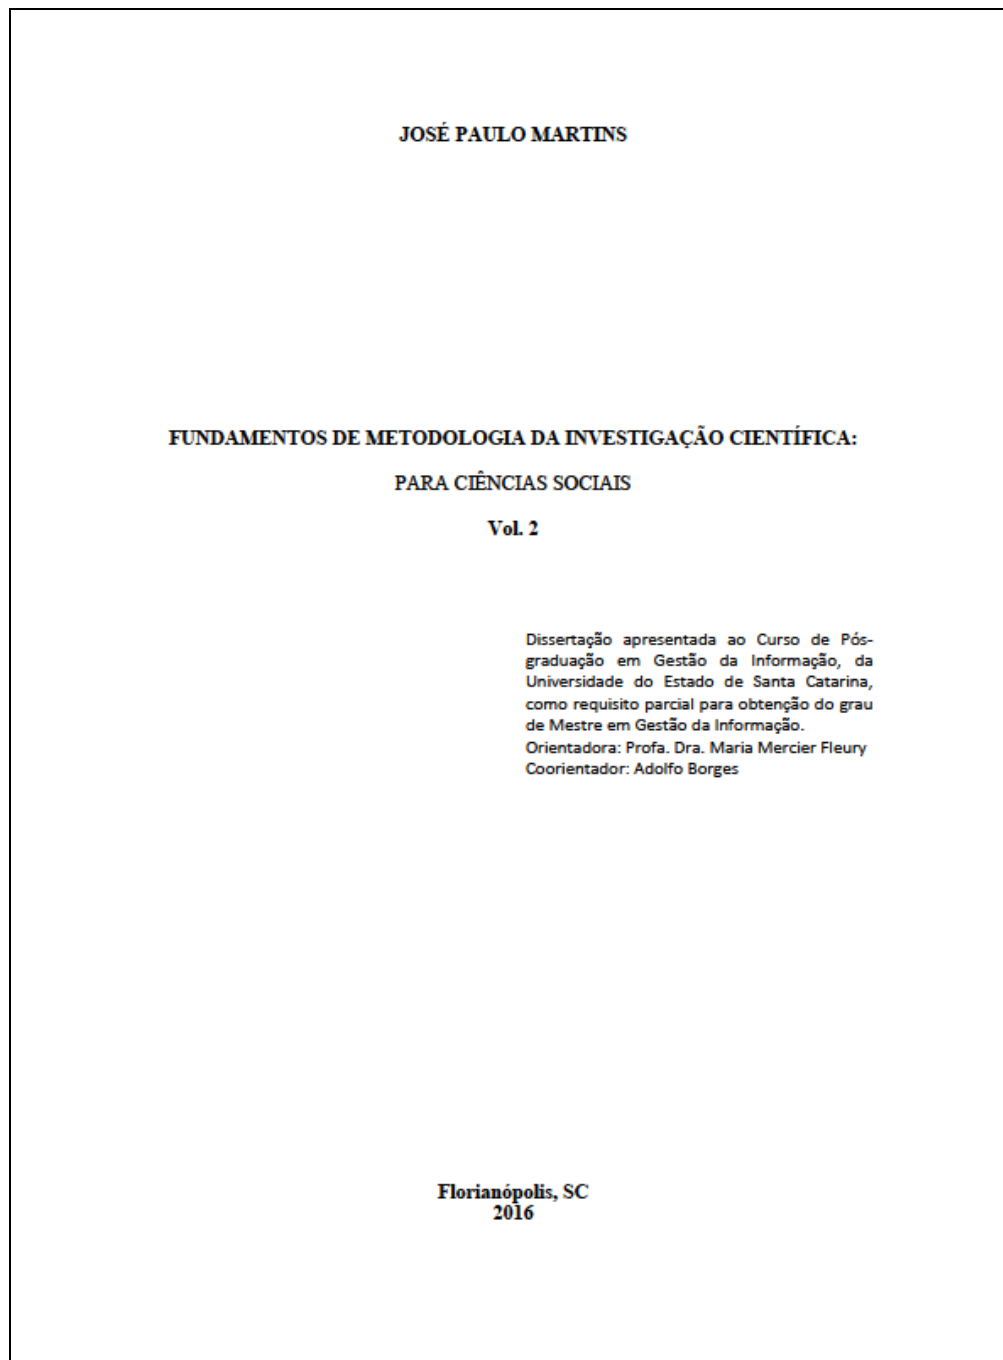 JOSÉ PAULO MARTINS
FUNDAMENTOS DE METODOLOGIA DA INVESTIGAÇÃO CIENTÍFICA:
PARA CIÊNCIAS SOCIAIS
Vol. 2
Dissertação apresentada ao Curso de Pós-
graduação em Gestão da Informação, da
Universidade do Estado de Santa Catarina,
como requisito parcial para obtenção do grau
de Mestre em Gestão da Informação.
Orientadora: Profa. Dra. Maria Mercier Fleury
Coorientador: Adolfo Borges
Florianópolis, SC
2016